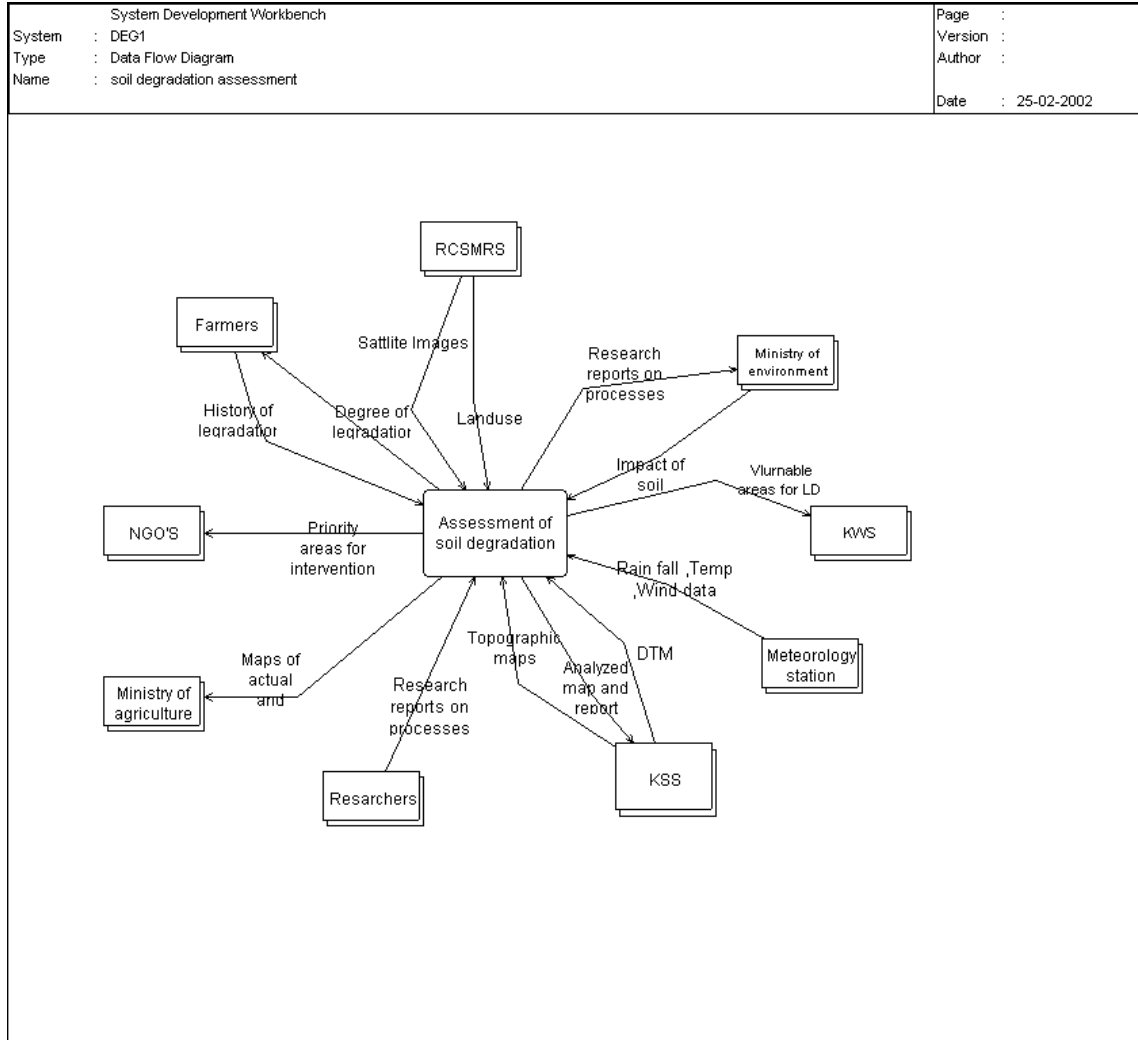 System Development Workbench
System : DEG1
Type : Data Flow Diagram
Name : soil degradation assessment
Page :
Version :
Author :
Date : 25-02-2002
RCSMRS
Farmers
Sattlite Images
Research
reports on
processes
Ministry of
environment
History of
legradatior
Degree of
legradatior
Landuse
Impact of
soil
Vlurnable
areas for LD
Assessment of
soil degradation
NGO'S
Priority
areas for
intervention
KWS
Rain fall ,Temp
,Wind data
Topographic
maps
DTM
Analyzed
map and
report
Meteorology
station
Maps of
actual
and
Ministry of
agriculture
Research
reports on
processes
KSS
Resarchers